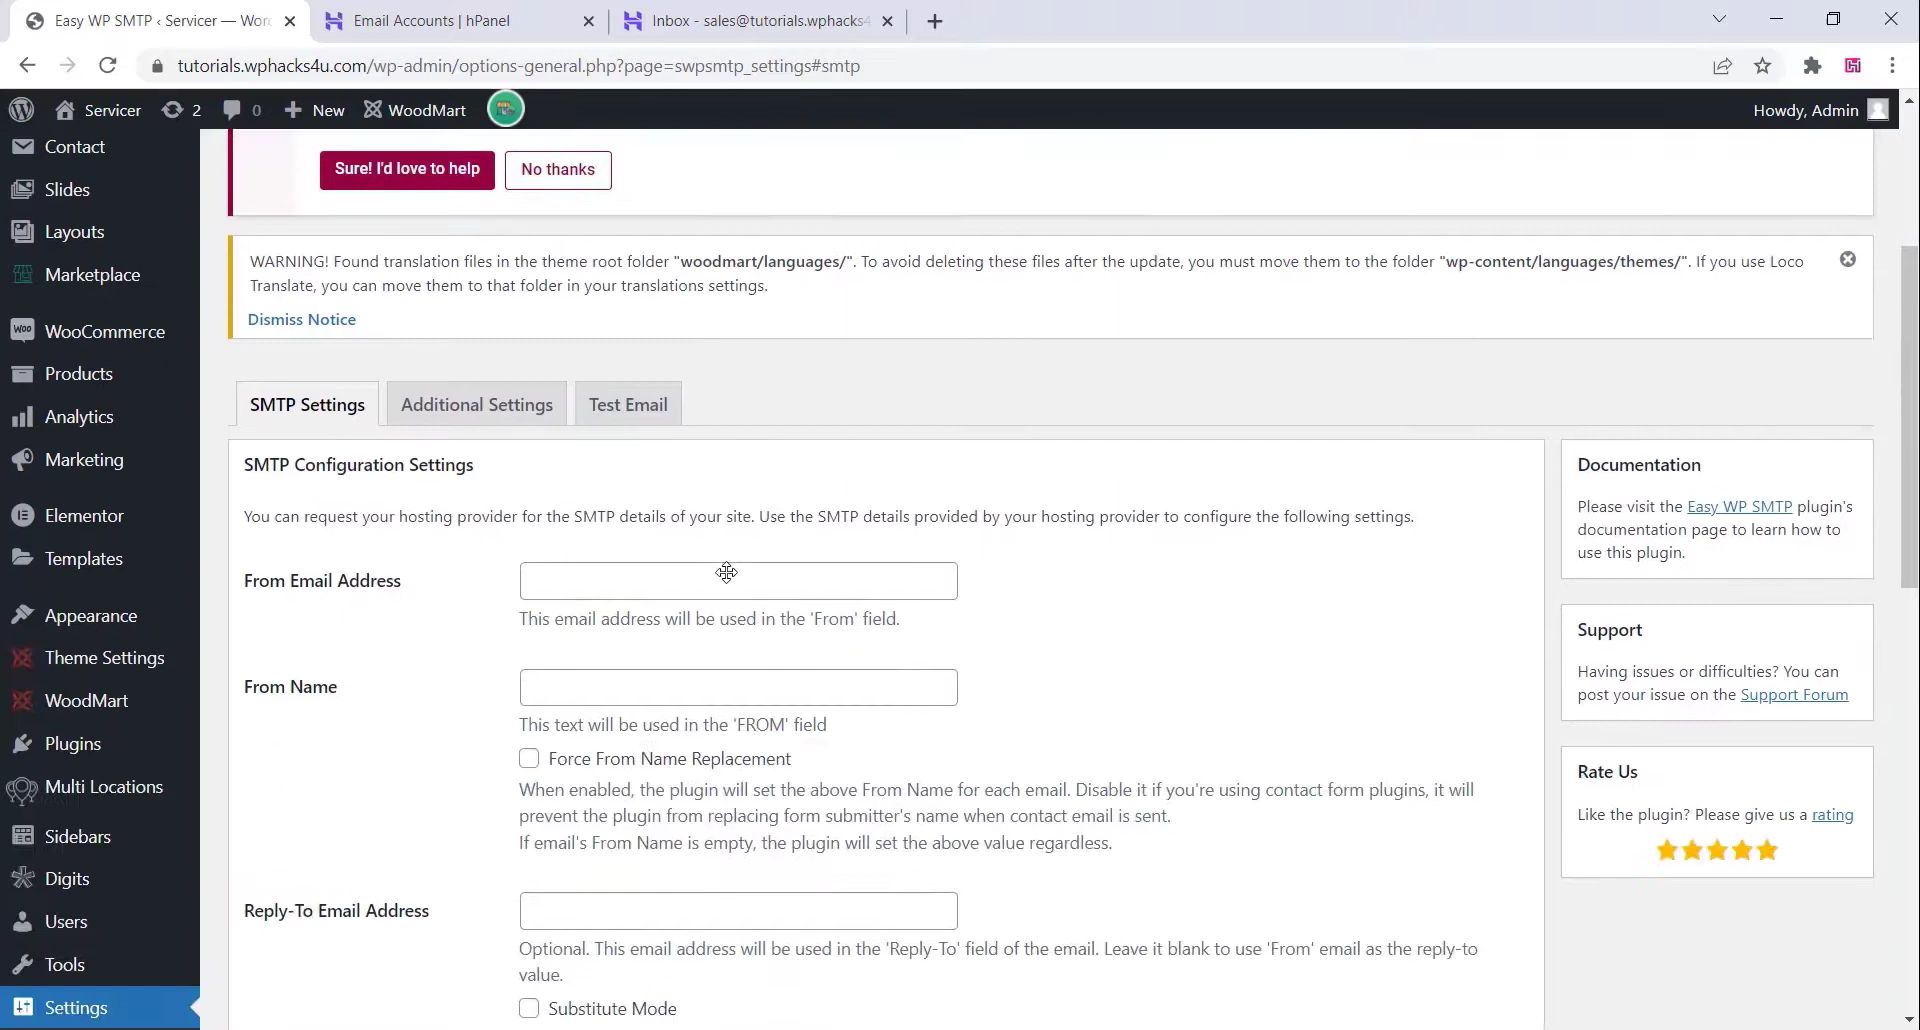 Easy WP SMTP ‹ Servicer — Wor
Email Accounts | hPanel
Inbox - sales@tutorials.wphacks4
tutorials.wphacks4u.com/wp-admin/options-general.php?page=swpsmtp_settings#smtp
Servicer
2
0
New
WoodMart
Howdy, Admin
Contact
Slides
Layouts
Marketplace
WooCommerce
Products
Analytics
Marketing
Elementor
Templates
Appearance
Theme Settings
WoodMart
Plugins
Multi Locations
Sidebars
Digits
Users
Tools
Settings
Sure! I'd love to help
No thanks
WARNING! Found translation files in the theme root folder "woodmart/languages/". To avoid deleting these files after the update, you must move them to the folder "wp-content/languages/themes/". If you use Loco
Translate, you can move them to that folder in your translations settings.
Dismiss Notice
SMTP Settings
Additional Settings
Test Email
SMTP Configuration Settings
You can request your hosting provider for the SMTP details of your site. Use the SMTP details provided by your hosting provider to configure the following settings.
From Email Address
This email address will be used in the 'From' field.
From Name
This text will be used in the 'FROM' field
Force From Name Replacement
When enabled, the plugin will set the above From Name for each email. Disable it if you're using contact form plugins, it will
prevent the plugin from replacing form submitter's name when contact email is sent.
If email's From Name is empty, the plugin will set the above value regardless.
Reply-To Email Address
Optional. This email address will be used in the 'Reply-To' field of the email. Leave it blank to use 'From' email as the reply-to
value.
Substitute Mode
Documentation
Please visit the Easy WP SMTP plugin's
documentation page to learn how to
use this plugin.
Support
Having issues or difficulties? You can
post your issue on the Support Forum
Rate Us
Like the plugin? Please give us a rating